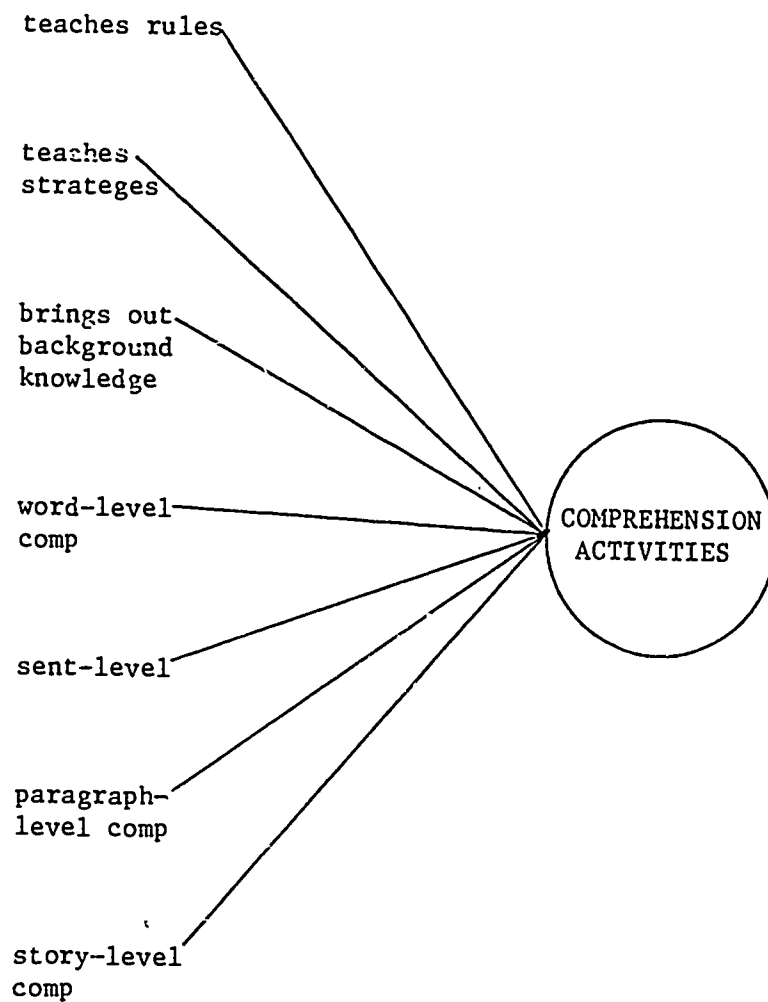 teaches rules
teaches
strateges
brings out
background
knowledge
word-level
comp
COMPREHENSION
ACTIVITIES
sent-level
paragraph-
level comp
story-level
comp